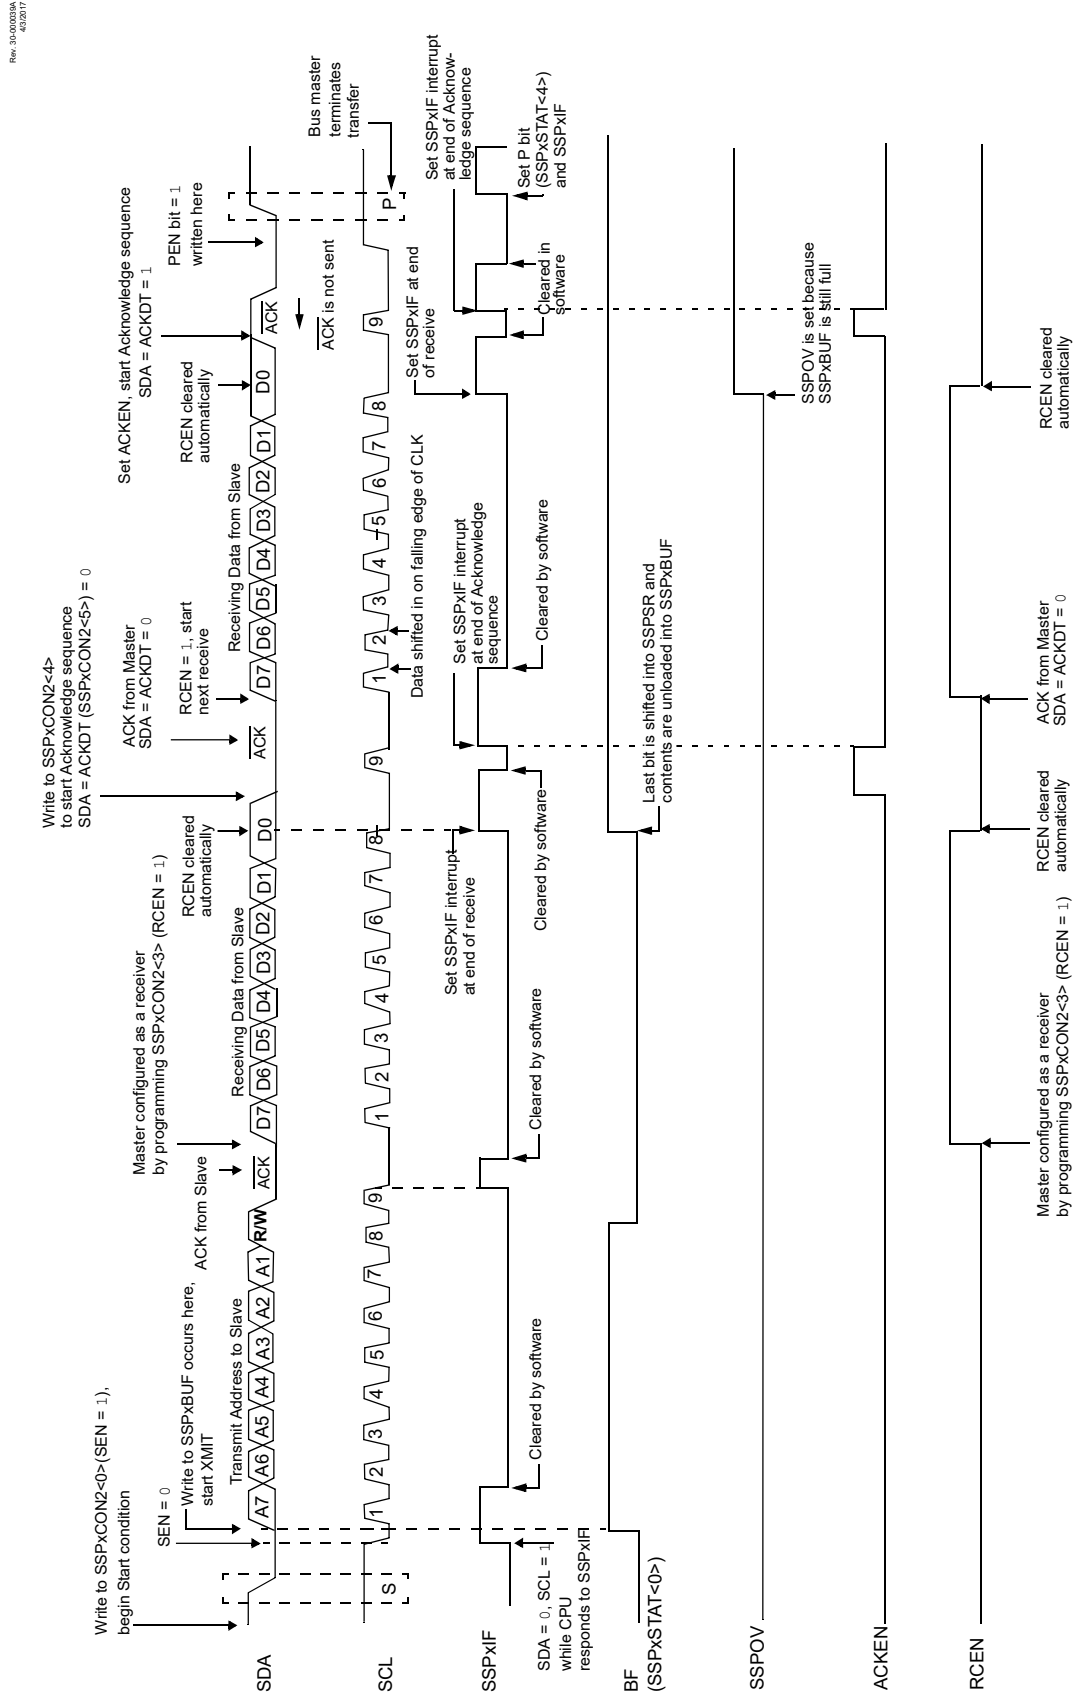 Rev. 30-000039A
4/3/2017
Write to SSPxCON2<4>
to start Acknowledge sequence
SDA = ACKDT (SSPxCON2<5>) = 0
Set ACKEN, start Acknowledge sequence
SDA = ACKDT = 1
Write to SSPxCON2<0>(SEN = 1),
begin Start condition
Master configured as a receiver
by programming SSPxCON2<3> (RCEN = 1)
ACK from Master
SDA = ACKDT = 0
PEN bit = 1
written here
SEN = 0
Write to SSPxBUF occurs here,
start XMIT
ACK from Slave
RCEN cleared
automatically
RCEN = 1, start
next receive
RCEN cleared
automatically
Transmit Address to Slave
Receiving Data from Slave
Receiving Data from Slave
SDA
A7 A6 A5 A4 A3 A2 A1 R/W ACK D7 D6 D5 D4 D3 D2 D1 D0 ACK D7 D6 D5 D4 D3 D2 D1 D0 ACK
ACK is not sent
Bus master
terminates
transfer
SCL
S 1 2 3 4 5 6 7 8 9 1 2 3 4 5 6 7 8 9 1 2 3 4 5 6 7 8 9 P
Data shifted in on falling edge of CLK
Set SSPxIF at end
of receive
Set SSPxIF interrupt
at end of Acknow-
ledge sequence
Set SSPxIF interrupt
at end of receive
Set SSPxIF interrupt
at end of Acknowledge
sequence
SSPxIF
Set P bit
(SSPxSTAT<4>)
and SSPxIF
SDA = 0, SCL = 1
while CPU
responds to SSPxIF
Cleared by software
Cleared by software
Cleared by software
Cleared by software
Cleared in
software
BF
(SSPxSTAT<0>)
Last bit is shifted into SSPSR and
contents are unloaded into SSPxBUF
SSPOV
SSPOV is set because
SSPxBUF is still full
ACKEN
RCEN
Master configured as a receiver
by programming SSPxCON2<3> (RCEN = 1)
RCEN cleared
automatically
ACK from Master
SDA = ACKDT = 0
RCEN cleared
automatically